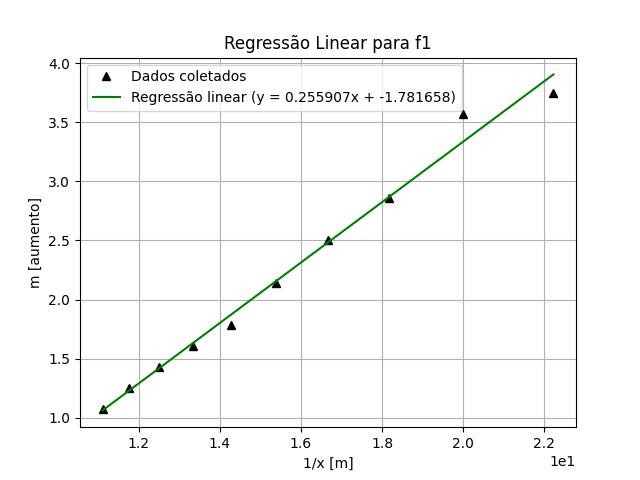 Regressão Linear para f1
Dados coletados
Regressão linear (y = 0.255907x + -1.781658)
4.0
3.5
3.0
2.5
2.0
1.5
1.0
m [aumento]
1.2 1.4 1.6 1.8 2.0 2.2
1e1
1/x [m]